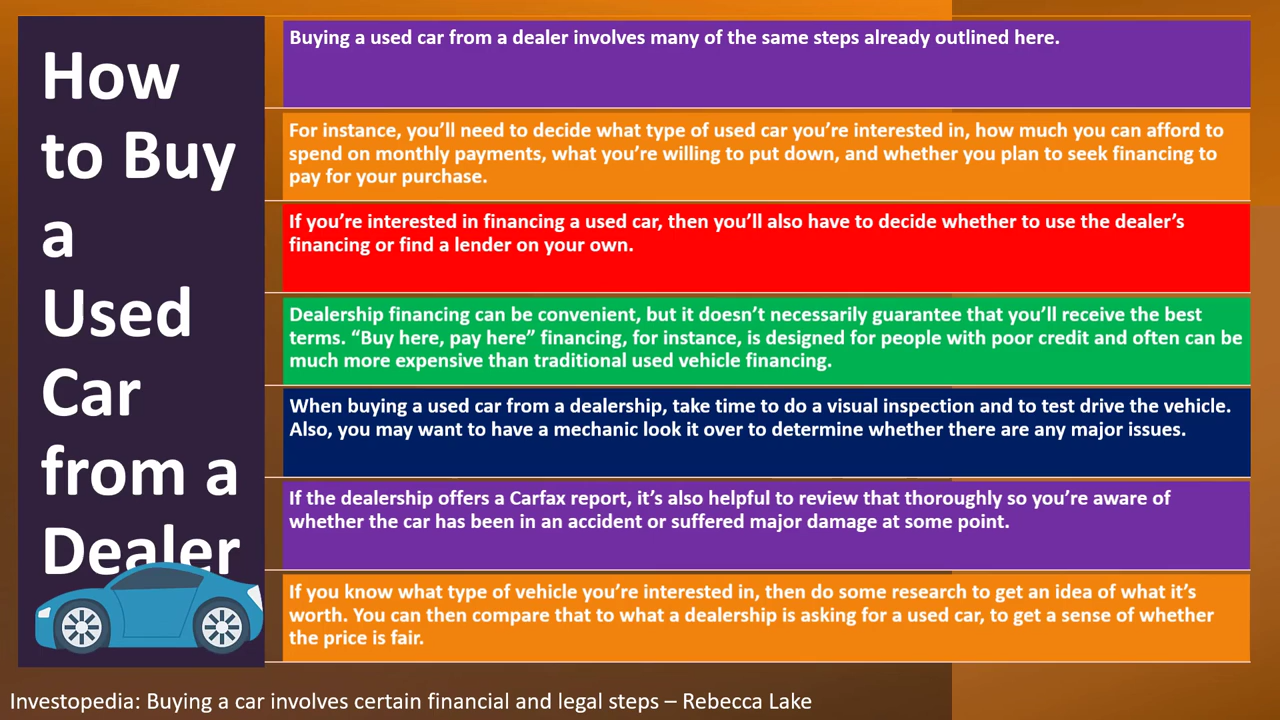 How
to Buy
a
Used
Car
from a
Dealer
Buying a used car from a dealer involves many of the same steps already outlined here.
For instance, you’ll need to decide what type of used car you’re interested in, how much you can afford to
spend on monthly payments, what you’re willing to put down, and whether you plan to seek financing to
pay for your purchase.
If you’re interested in financing a used car, then you’ll also have to decide whether to use the dealer’s
financing or find a lender on your own.
Dealership financing can be convenient, but it doesn’t necessarily guarantee that you’ll receive the best
terms. “Buy here, pay here” financing, for instance, is designed for people with poor credit and often can be
much more expensive than traditional used vehicle financing.
When buying a used car from a dealership, take time to do a visual inspection and to test drive the vehicle.
Also, you may want to have a mechanic look it over to determine whether there are any major issues.
If the dealership offers a Carfax report, it’s also helpful to review that thoroughly so you’re aware of
whether the car has been in an accident or suffered major damage at some point.
If you know what type of vehicle you’re interested in, then do some research to get an idea of what it’s
worth. You can then compare that to what a dealership is asking for a used car, to get a sense of whether
the price is fair.
Investopedia: Buying a car involves certain financial and legal steps – Rebecca Lake